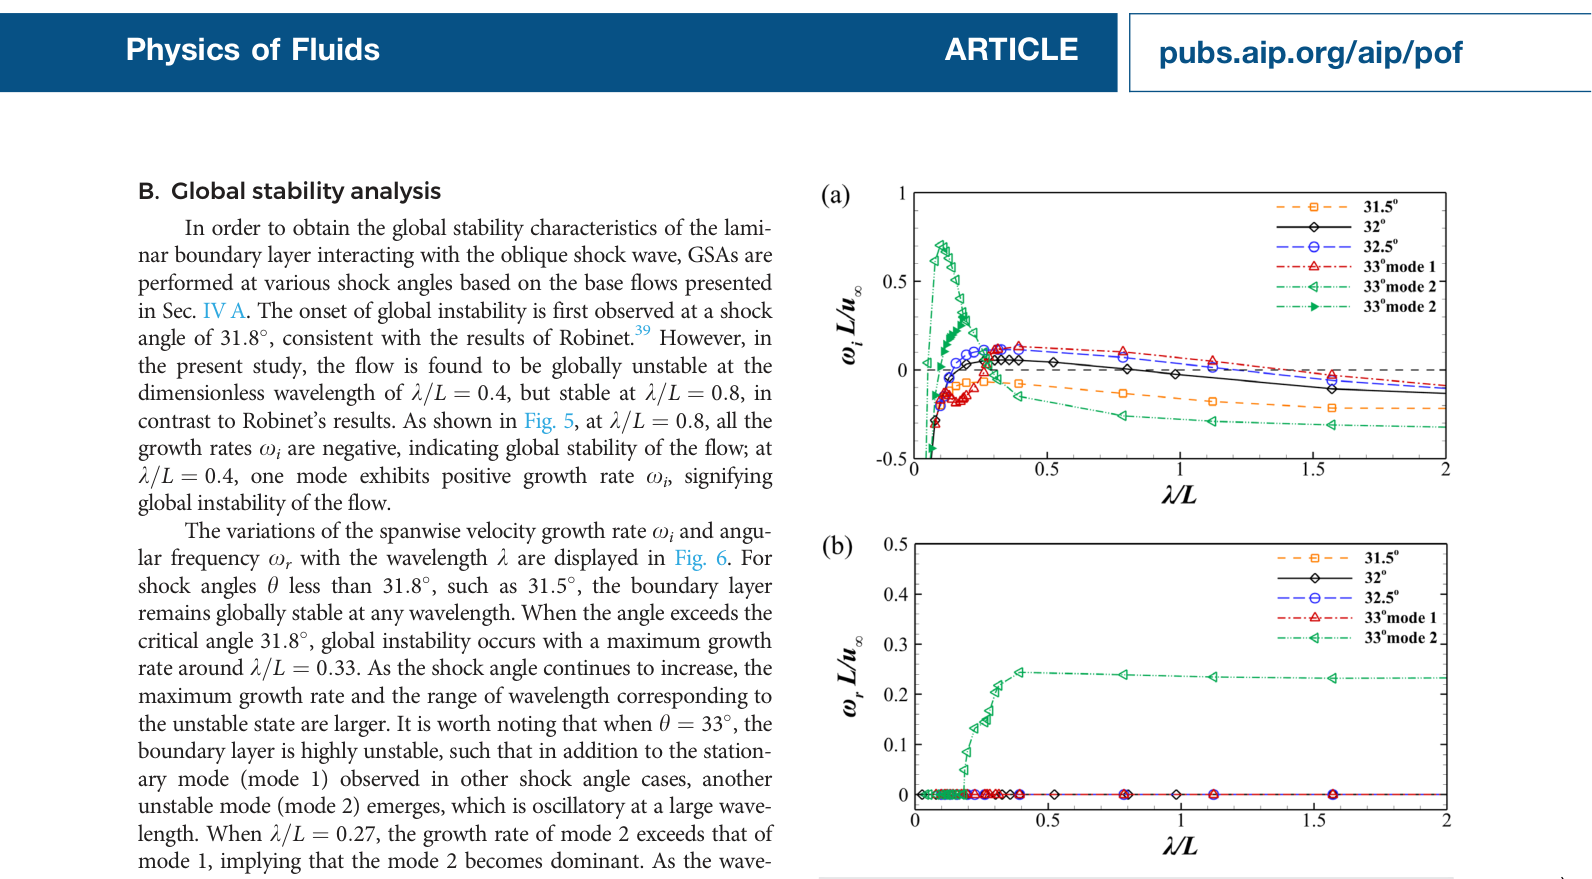 Physics of Fluids
ARTICLE
pubs.aip.org/aip/pof
B. Global stability analysis
In order to obtain the global stability characteristics of the lami-
nar boundary layer interacting with the oblique shock wave, GSAs are
performed at various shock angles based on the base flows presented
in Sec. IV A. The onset of global instability is first observed at a shock
angle of 31.8°, consistent with the results of Robinet.39 However, in
the present study, the flow is found to be globally unstable at the
dimensionless wavelength of λ/L = 0.4, but stable at λ/L = 0.8, in
contrast to Robinet's results. As shown in Fig. 5, at λ/L = 0.8, all the
growth rates ωi are negative, indicating global stability of the flow; at
λ/L = 0.4, one mode exhibits positive growth rate ωi, signifying
global instability of the flow.
The variations of the spanwise velocity growth rate ωi and angu-
lar frequency ωr with the wavelength λ are displayed in Fig. 6. For
shock angles θ less than 31.8°, such as 31.5°, the boundary layer
remains globally stable at any wavelength. When the angle exceeds the
critical angle 31.8°, global instability occurs with a maximum growth
rate around λ/L = 0.33. As the shock angle continues to increase, the
maximum growth rate and the range of wavelength corresponding to
the unstable state are larger. It is worth noting that when θ = 33°, the
boundary layer is highly unstable, such that in addition to the station-
ary mode (mode 1) observed in other shock angle cases, another
unstable mode (mode 2) emerges, which is oscillatory at a large wave-
length. When λ/L = 0.27, the growth rate of mode 2 exceeds that of
mode 1, implying that the mode 2 becomes dominant. As the wave-
(a)
1
0.5
0
-0.5
ωi L/u∞
31.5°
32°
32.5°
33°mode 1
33°mode 2
33°mode 2
0 0.5 1 1.5 2
λ/L
(b)
0.5
0.4
0.3
0.2
0.1
0
ωr L/u∞
31.5°
32°
32.5°
33°mode 1
33°mode 2
0 0.5 1 1.5 2
λ/L